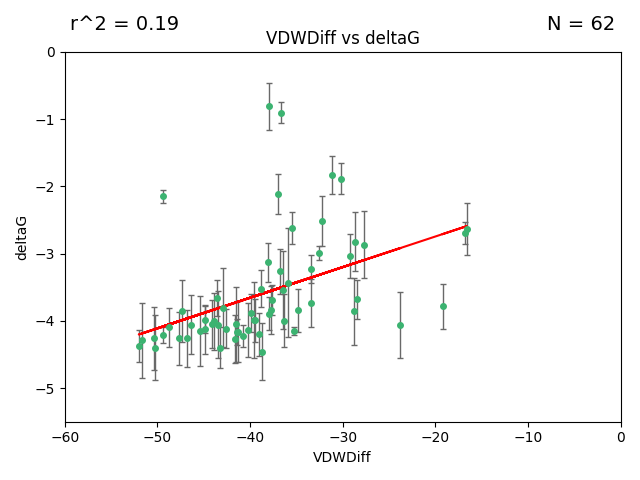 r^2 = 0.19
N = 62
VDWDiff vs deltaG
0
−1
−2
−3
−4
−5
deltaG
−60
−50
−40
−30
−20
−10
0
VDWDiff